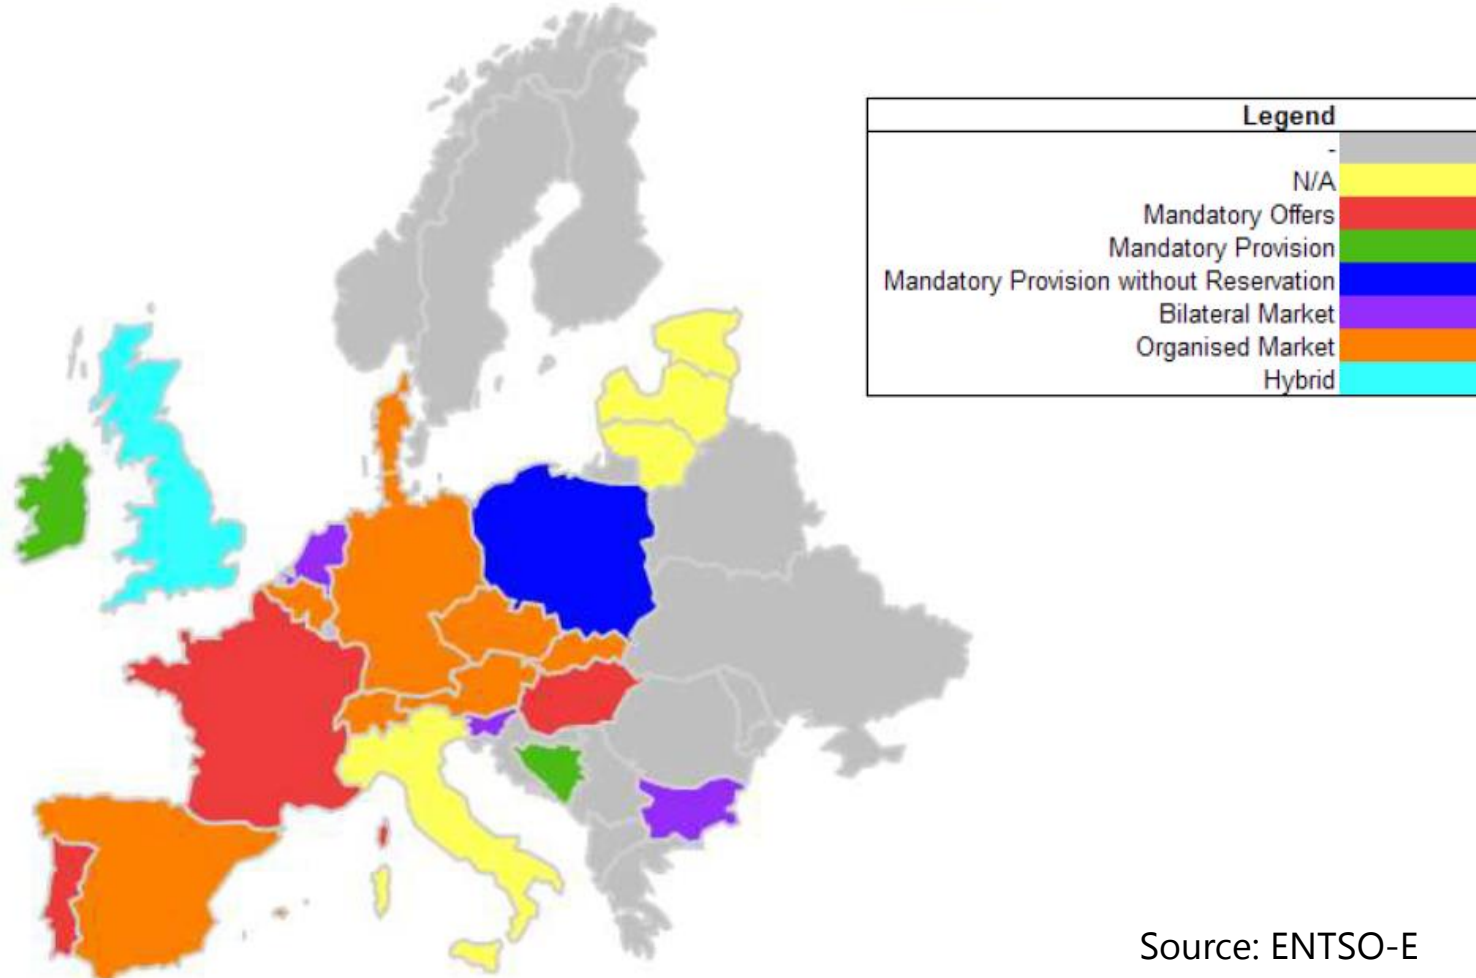 Legend
-
N/A
Mandatory Offers
Mandatory Provision
Mandatory Provision without Reservation
Bilateral Market
Organised Market
Hybrid
Source: ENTSO-E